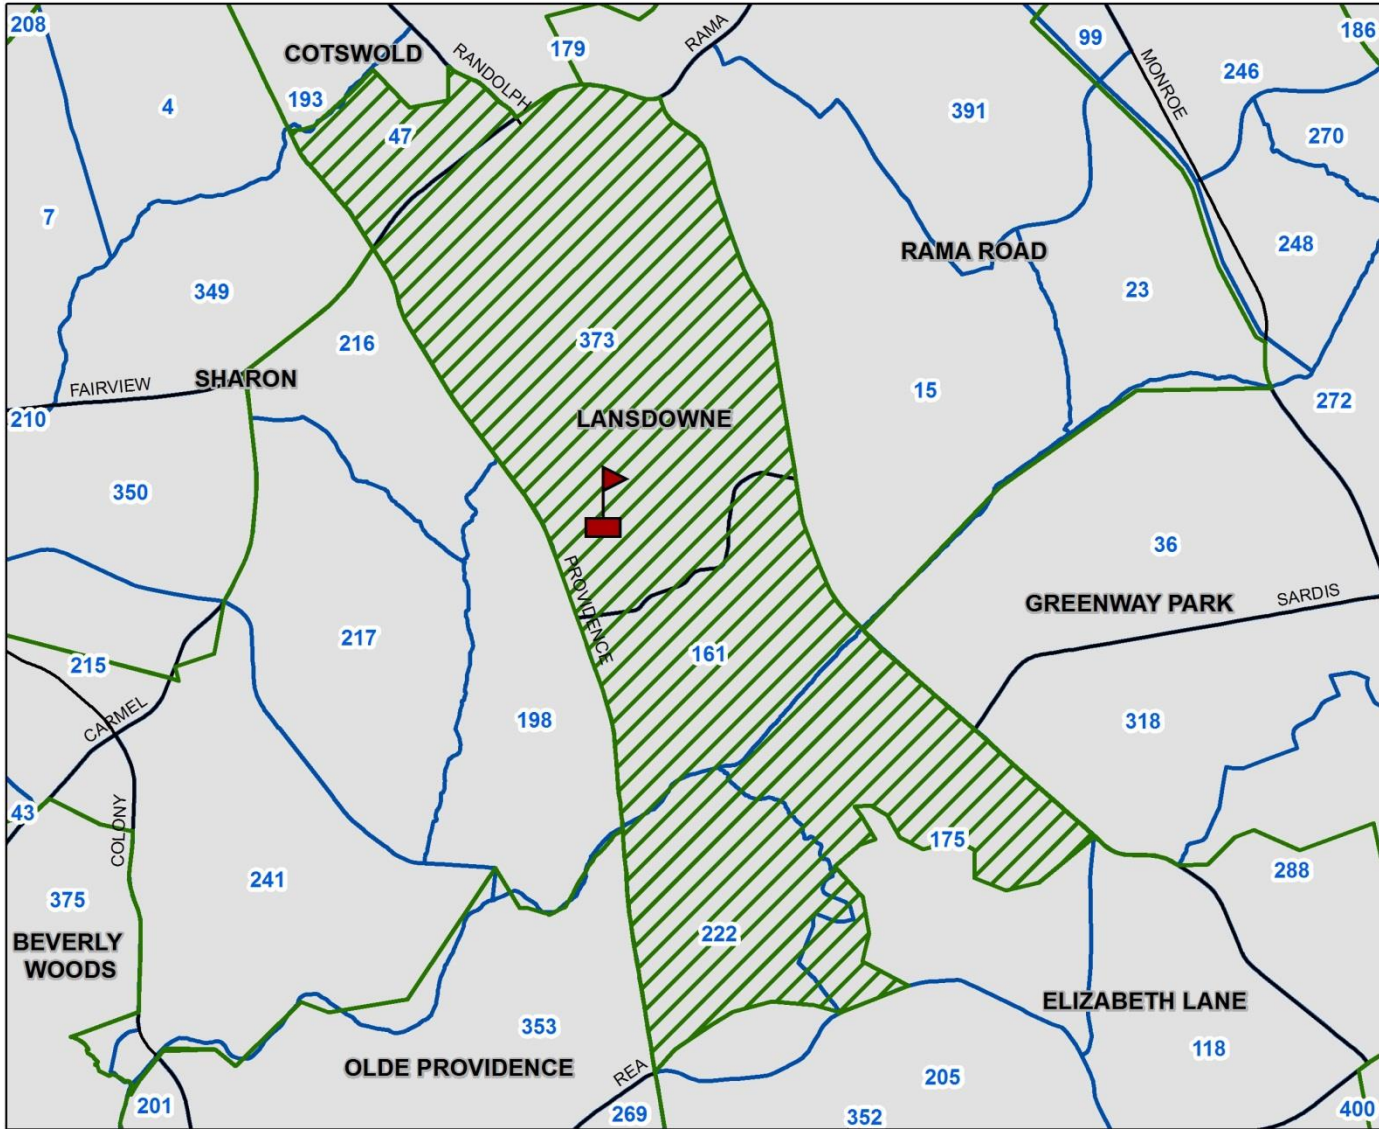 208
COTSWOLD
RANDOLPH
179
RAMA
99
MONROE
186
246
4
193
47
391
270
7
RAMA ROAD
248
349
23
216
373
FAIRVIEW
SHARON
15
272
210
LANSDOWNE
350
36
PROVIDENCE
GREENWAY PARK
SARDIS
217
161
215
CARMEL
198
318
43
COLONY
175
241
288
375
BEVERLY
WOODS
222
ELIZABETH LANE
353
118
OLDE PROVIDENCE
REA
205
201
269
352
400